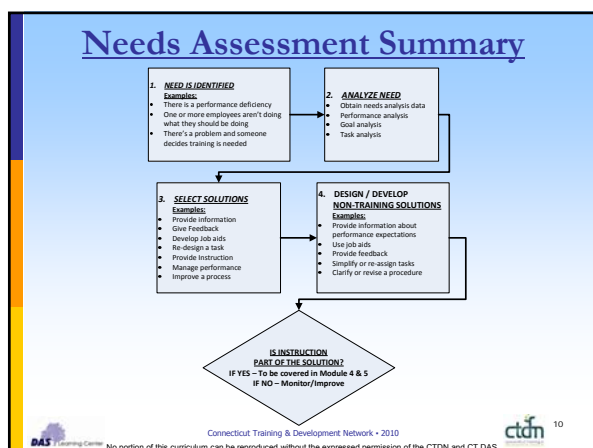 Needs Assessment Summary
1. NEED IS IDENTIFIED
Examples:
• There is a performance deficiency
• One or more employees aren't doing
what they should be doing
• There's a problem and someone
decides training is needed
2. ANALYZE NEED
• Obtain needs analysis data
• Performance analysis
• Goal analysis
• Task analysis
3. SELECT SOLUTIONS
Examples:
• Provide information
• Give Feedback
• Develop Job aids
• Re-design a task
• Provide Instruction
• Manage performance
• Improve a process
4. DESIGN / DEVELOP
NON-TRAINING SOLUTIONS
Examples:
• Provide information about
performance expectations
• Use job aids
• Provide feedback
• Simplify or re-assign tasks
• Clarify or revise a procedure
IS INSTRUCTION
PART OF THE SOLUTION?
IF YES – To be covered in Module 4 & 5
IF NO – Monitor/Improve
DAS Learning Center
Connecticut Training & Development Network • 2010
ctdn
10
No portion of this curriculum can be reproduced without the expressed permission of the CTDN and CT DAS